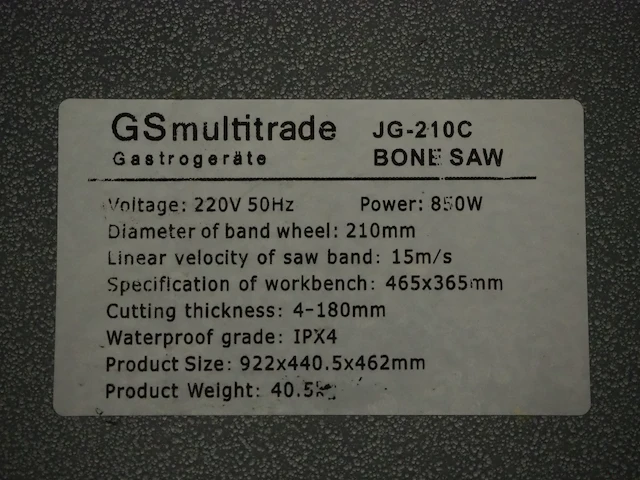 GSmultitrade JG-210C
Gastrogeräte BONE SAW
Voltage: 220V 50Hz Power: 850W
Diameter of band wheel: 210mm
Linear velocity of saw band: 15m/s
Specification of workbench: 465x365mm
Cutting thickness: 4-180mm
Waterproof grade: IPX4
Product Size: 922x440.5x462mm
Product Weight: 40.5kg